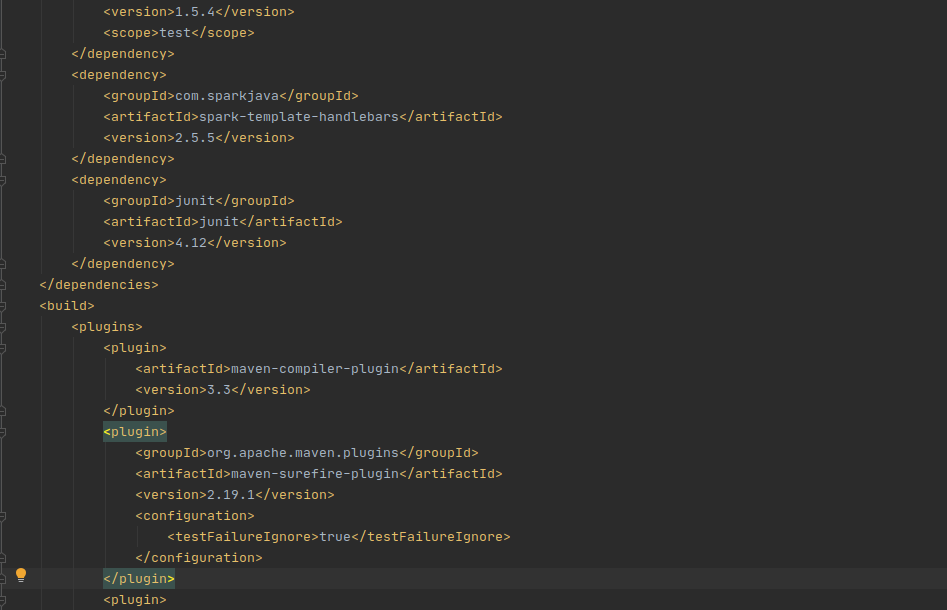 <version>1.5.4</version>
<scope>test</scope>
</dependency>
<dependency>
<groupId>com.sparkjava</groupId>
<artifactId>spark-template-handlebars</artifactId>
<version>2.5.5</version>
</dependency>
<dependency>
<groupId>junit</groupId>
<artifactId>junit</artifactId>
<version>4.12</version>
</dependency>
</dependencies>
<build>
<plugins>
<plugin>
<artifactId>maven-compiler-plugin</artifactId>
<version>3.3</version>
</plugin>
<plugin>
<groupId>org.apache.maven.plugins</groupId>
<artifactId>maven-surefire-plugin</artifactId>
<version>2.19.1</version>
<configuration>
<testFailureIgnore>true</testFailureIgnore>
</configuration>
</plugin>
<plugin>